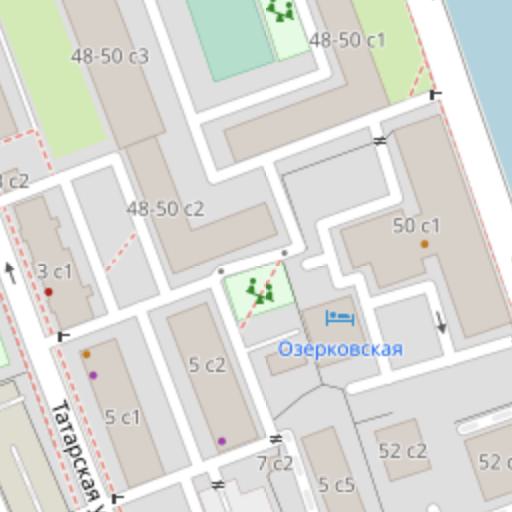 48-50 с1
48-50 с3
3 с2
48-50 с2
50 с1
3 с1
Озерковская
5 с2
5 с1
Татарская у
52 с2
7 с2
52 с
5 с5